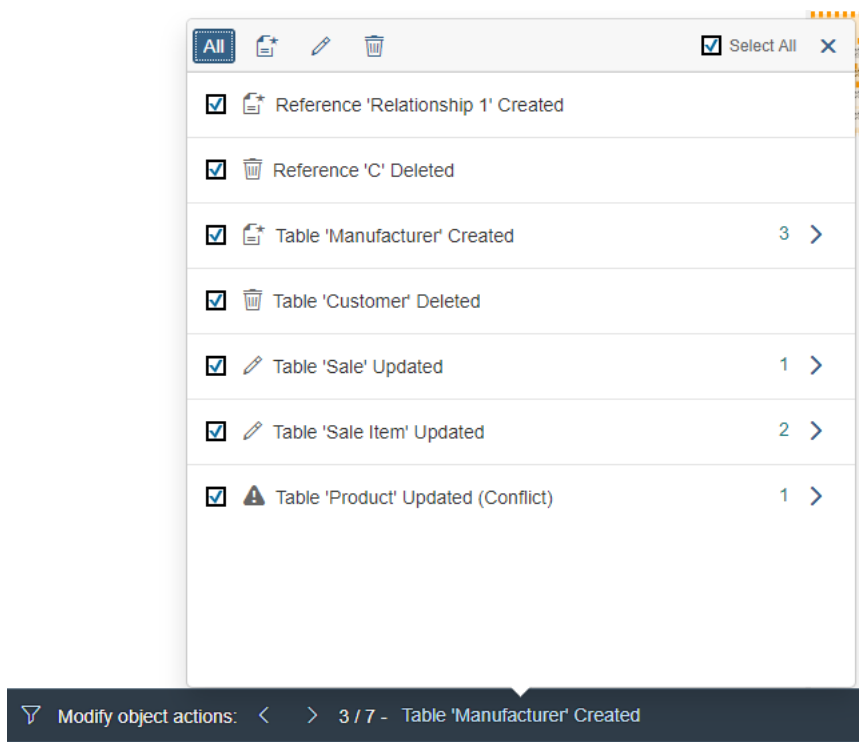 All
Select All
Reference 'Relationship 1' Created
Reference 'C' Deleted
Table 'Manufacturer' Created 3
Table 'Customer' Deleted
Table 'Sale' Updated 1
Table 'Sale Item' Updated 2
Table 'Product' Updated (Conflict) 1
Modify object actions: 3 / 7 - Table 'Manufacturer' Created